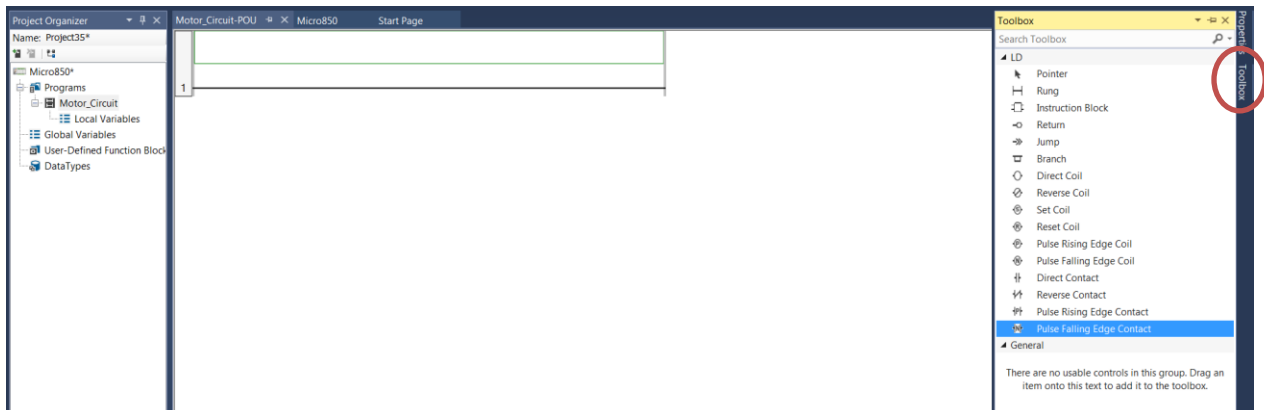 Project Organizer
Name: Project35*
Micro850*
Programs
Motor_Circuit
Local Variables
Global Variables
User-Defined Function Block
DataTypes
Motor_Circuit-POU Micro850 Start Page
1
Toolbox
Search Toolbox
LD
Pointer
Rung
Instruction Block
Return
Jump
Branch
Direct Coil
Reverse Coil
Set Coil
Reset Coil
Pulse Rising Edge Coil
Pulse Falling Edge Coil
Direct Contact
Reverse Contact
Pulse Rising Edge Contact
Pulse Falling Edge Contact
General
There are no usable controls in this group. Drag an
item onto this text to add it to the toolbox.
Properties
Toolbox